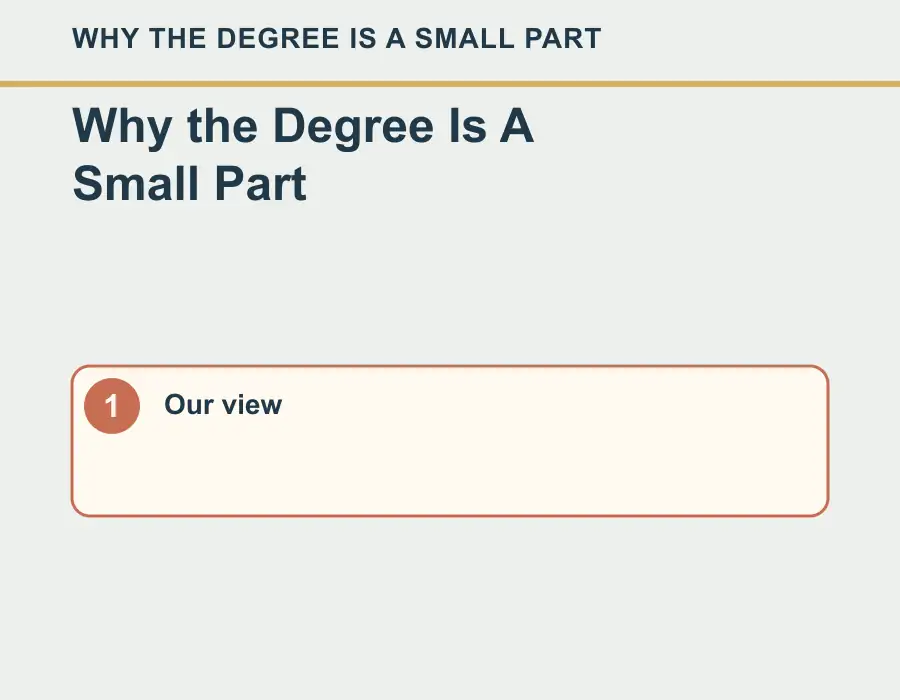 WHY THE DEGREE IS A SMALL PART
Why the Degree Is A
Small Part
1
Our view